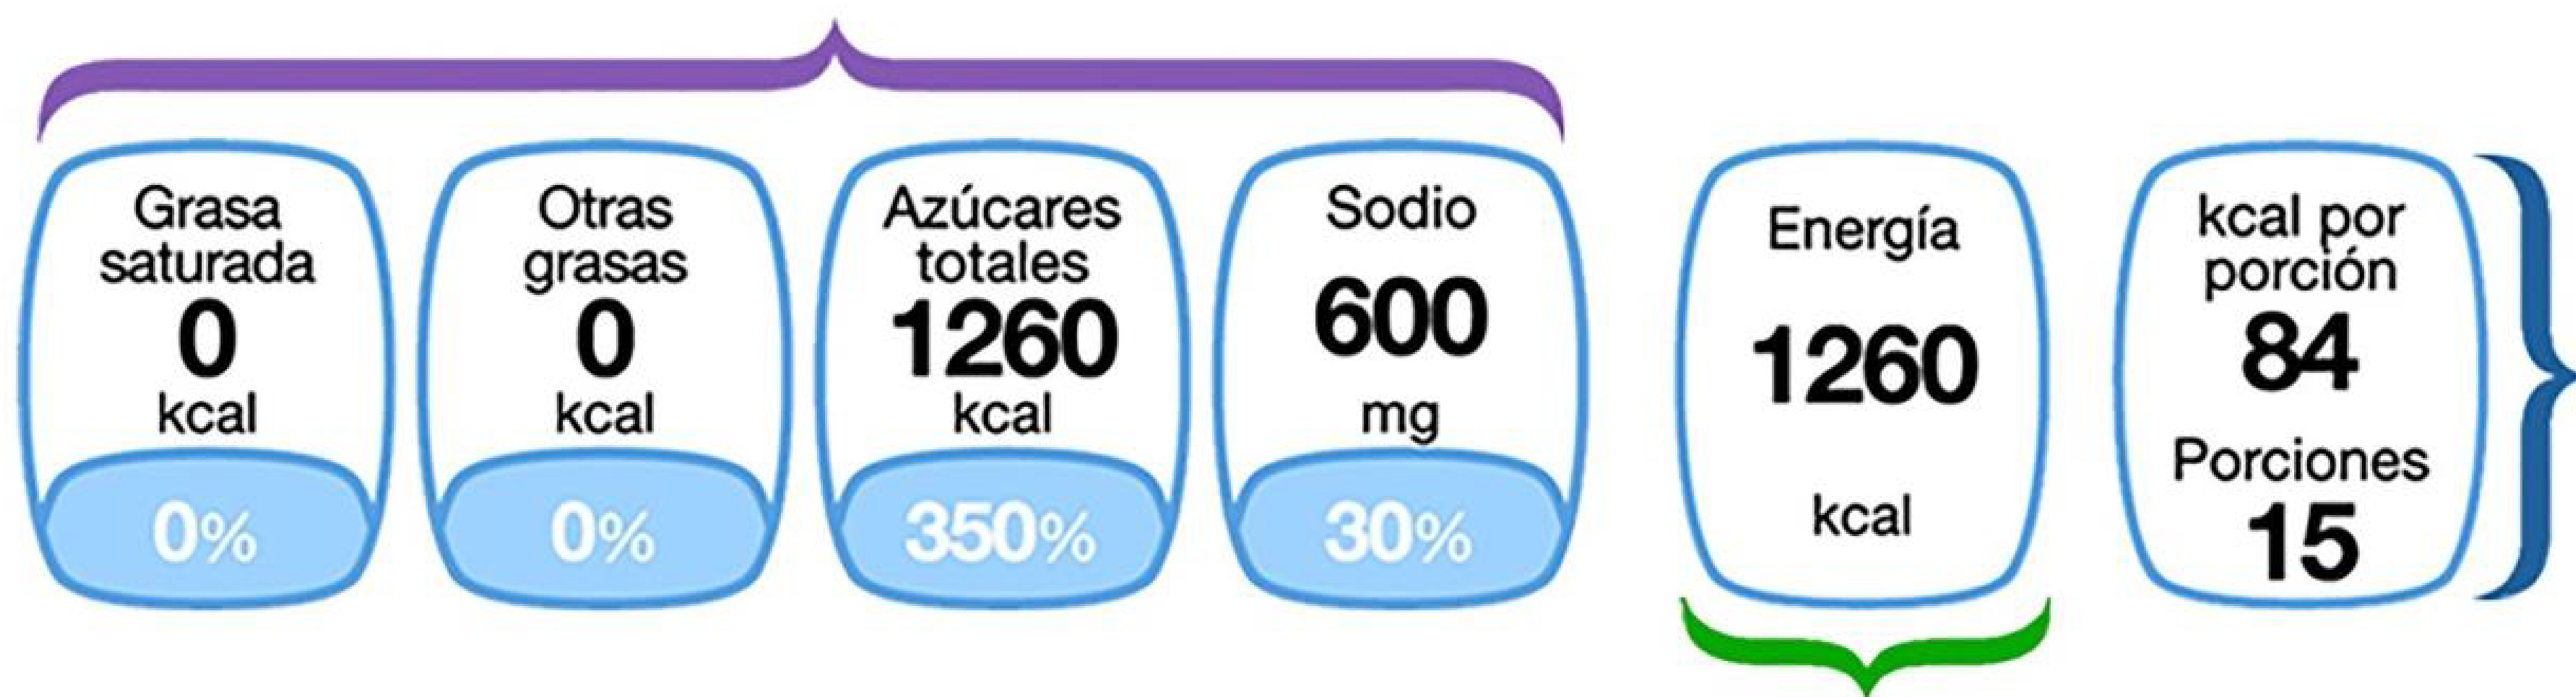 Grasa
saturada
0
kcal
0%
Otras
grasas
0
kcal
0%
Azúcares
totales
1260
kcal
350%
Sodio
600
mg
30%
Energía
1260
kcal
kcal por
porción
84
Porciones
15